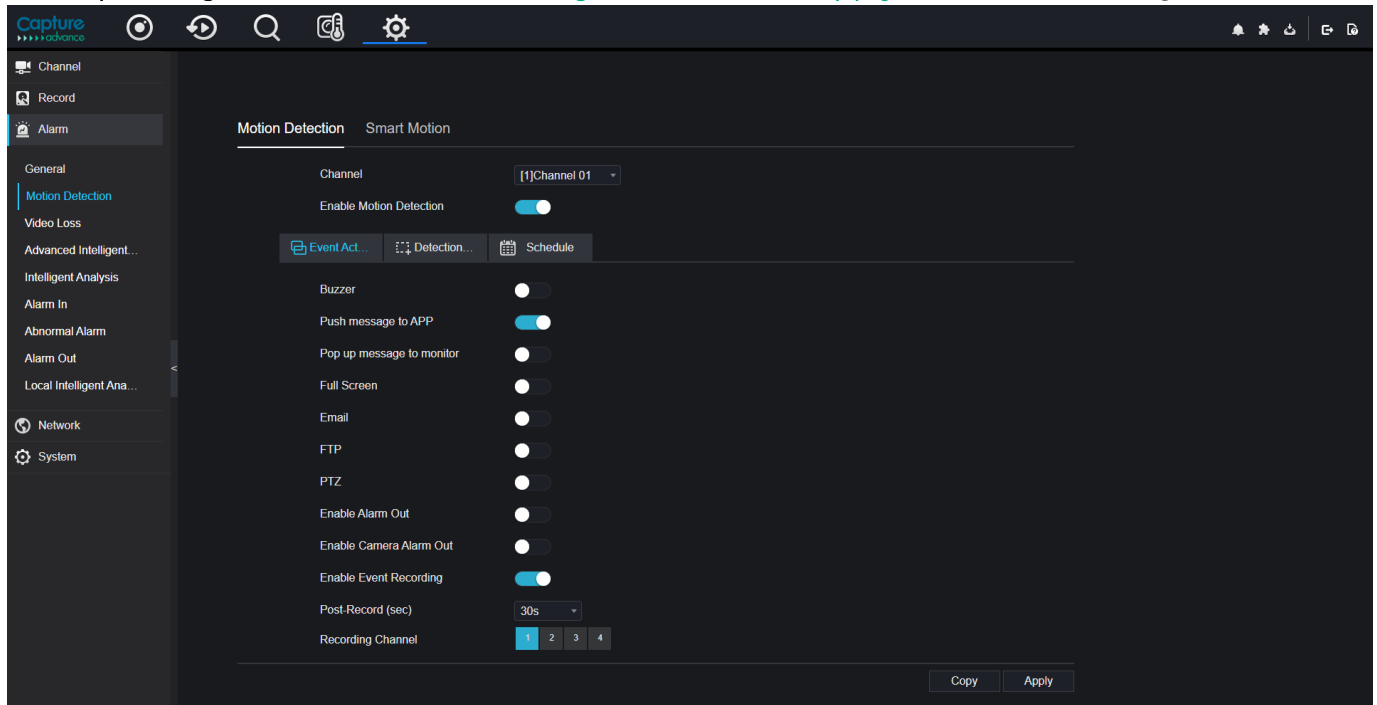 Capture
advance
Channel
Record
Alarm
General
Motion Detection
Video Loss
Advanced Intelligent...
Intelligent Analysis
Alarm In
Abnormal Alarm
Alarm Out
Local Intelligent Ana...
Network
System
<
Motion Detection Smart Motion
Channel [1]Channel 01
Enable Motion Detection
Event Act... Detection... Schedule
Buzzer
Push message to APP
Pop up message to monitor
Full Screen
Email
FTP
PTZ
Enable Alarm Out
Enable Camera Alarm Out
Enable Event Recording
Post-Record (sec) 30s
Recording Channel 1 2 3 4
Copy Apply